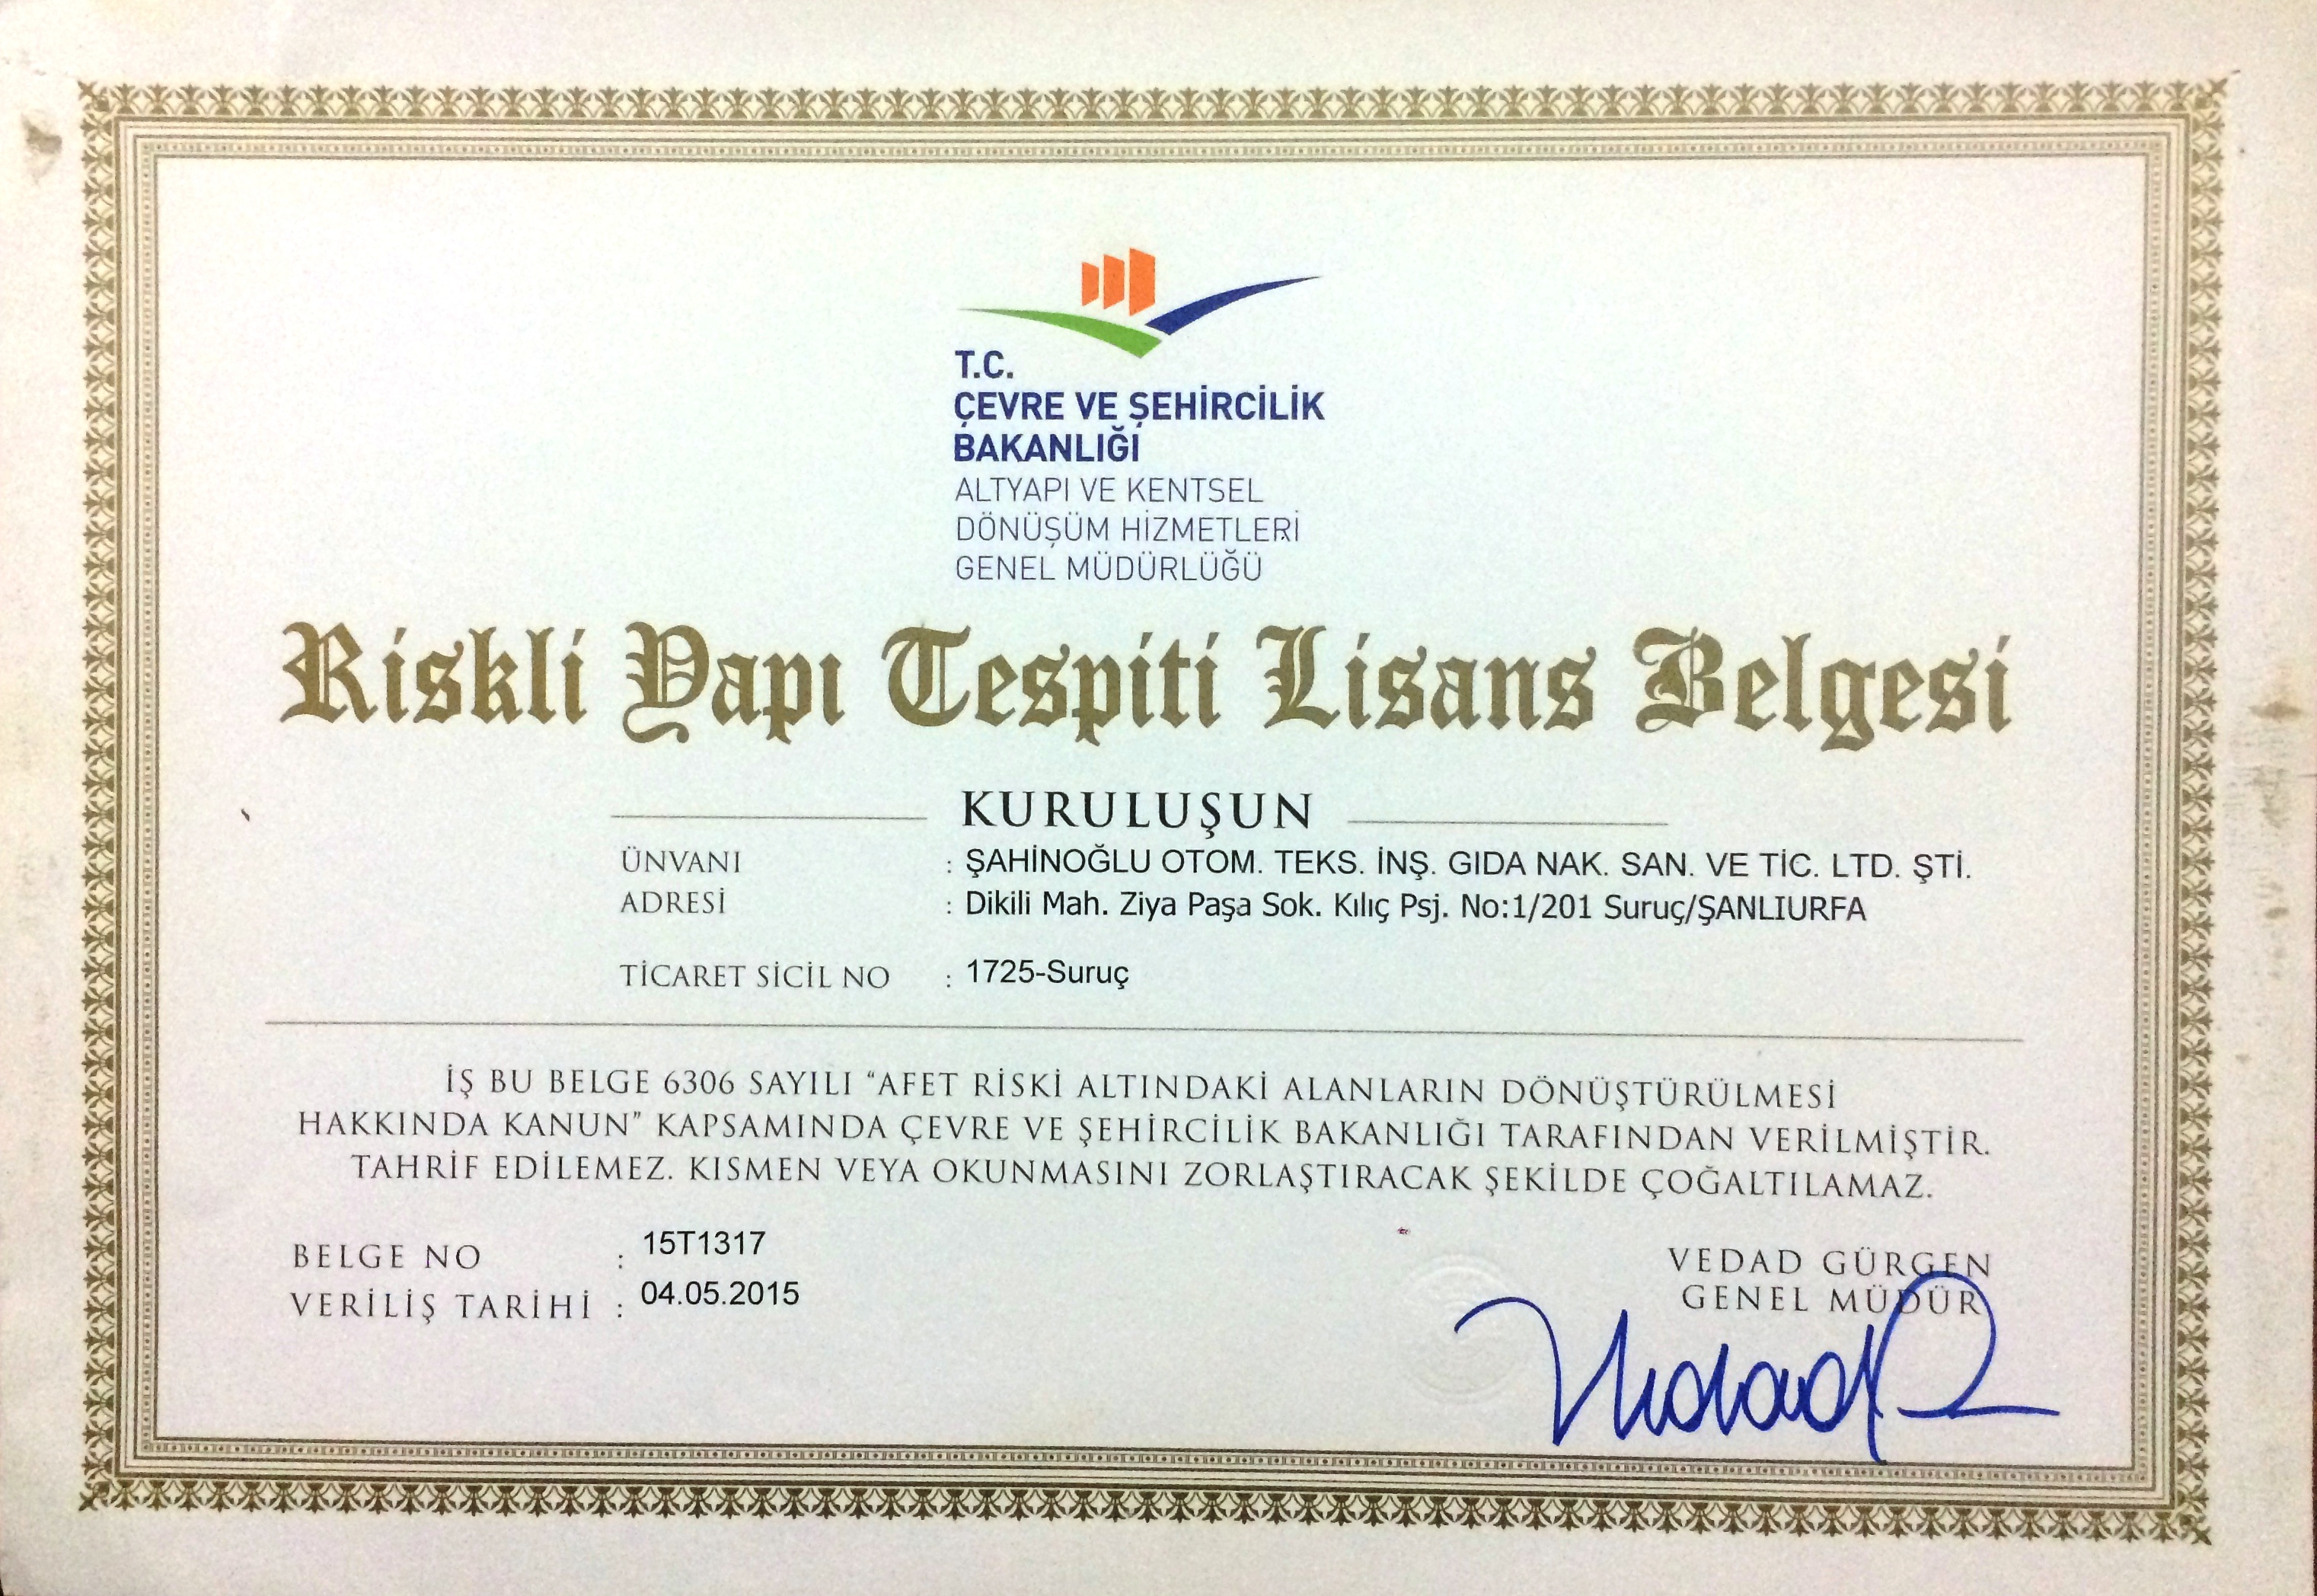 T.C.
ÇEVRE VE ŞEHİRCİLİK
BAKANLIĞI
ALTYAPI VE KENTSEL
DÖNÜŞÜM HİZMETLERİ
GENEL MÜDÜRLÜĞÜ
Riskli Yapı Tespiti Lisans Belgesi
KURULUŞUN
ÜNVANI : ŞAHİNOĞLU OTOM. TEKS. İNŞ. GIDA NAK. SAN. VE TİC. LTD. ŞTİ.
ADRESİ : Dikili Mah. Ziya Paşa Sok. Kılıç Psj. No:1/201 Suruç/ŞANLIURFA
TİCARET SİCİL NO : 1725-Suruç
İŞ BU BELGE 6306 SAYILI “AFET RİSKİ ALTINDAKİ ALANLARIN DÖNÜŞTÜRÜLMESİ
HAKKINDA KANUN” KAPSAMINDA ÇEVRE VE ŞEHİRCİLİK BAKANLIĞI TARAFINDAN VERİLMİŞTİR.
TAHRİF EDİLEMEZ. KISMEN VEYA OKUNMASINI ZORLAŞTIRACAK ŞEKİLDE ÇOĞALTILAMAZ.
BELGE NO : 15T1317
VERİLİŞ TARİHİ : 04.05.2015
VEDAD GÜRGEN
GENEL MÜDÜR